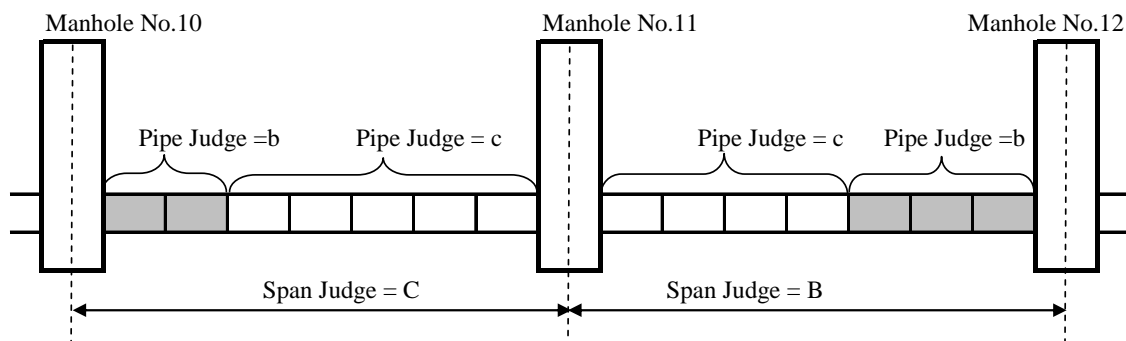 Manhole No.10
Manhole No.11
Manhole No.12
Pipe Judge =b
Pipe Judge = c
Pipe Judge = c
Pipe Judge =b
Span Judge = C
Span Judge = B